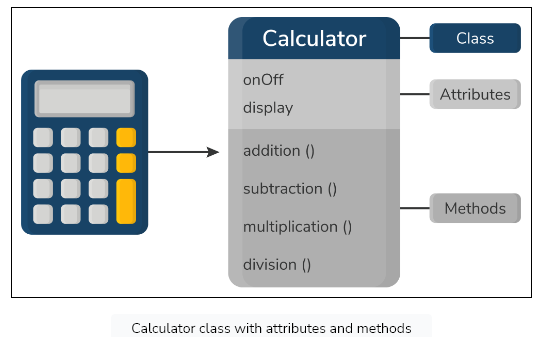 Calculator
Class
onOff
display
Attributes
addition ()
subtraction ()
multiplication ()
division ()
Methods
Calculator class with attributes and methods